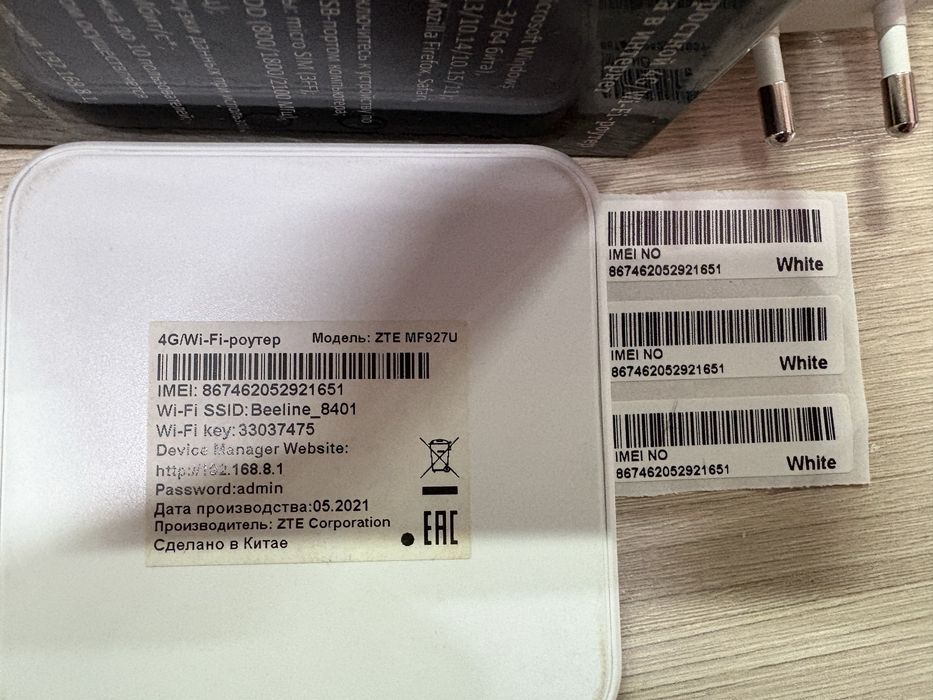 4G/Wi-Fi-роутер Модель: ZTE MF927U
IMEI: 867462052921651
Wi-Fi SSID:Beeline_8401
Wi-Fi key:33037475
Device Manager Website:
http://192.168.8.1
Password:admin
Дата производства:05.2021
Производитель: ZTE Corporation
Сделано в Китае
EAC
IMEI NO
867462052921651 White
IMEI NO
867462052921651 White
IMEI NO
867462052921651 White